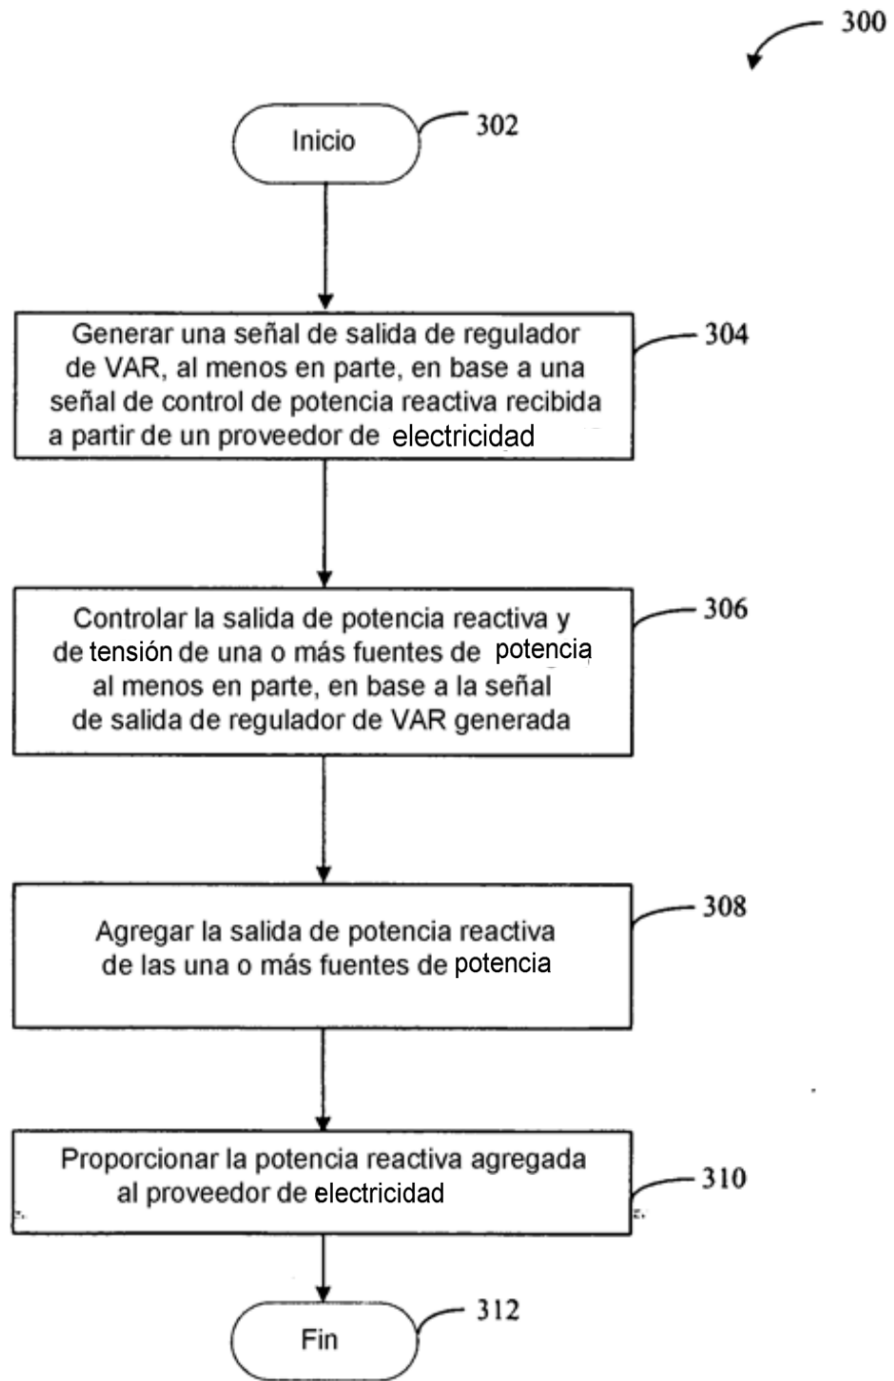 300
Inicio
302
Generar una señal de salida de regulador
de VAR, al menos en parte, en base a una
señal de control de potencia reactiva recibida
a partir de un proveedor de electricidad
304
Controlar la salida de potencia reactiva y
de tensión de una o más fuentes de potencia
al menos en parte, en base a la señal
de salida de regulador de VAR generada
306
Agregar la salida de potencia reactiva
de las una o más fuentes de potencia
308
Proporcionar la potencia reactiva agregada
al proveedor de electricidad
310
Fin
312